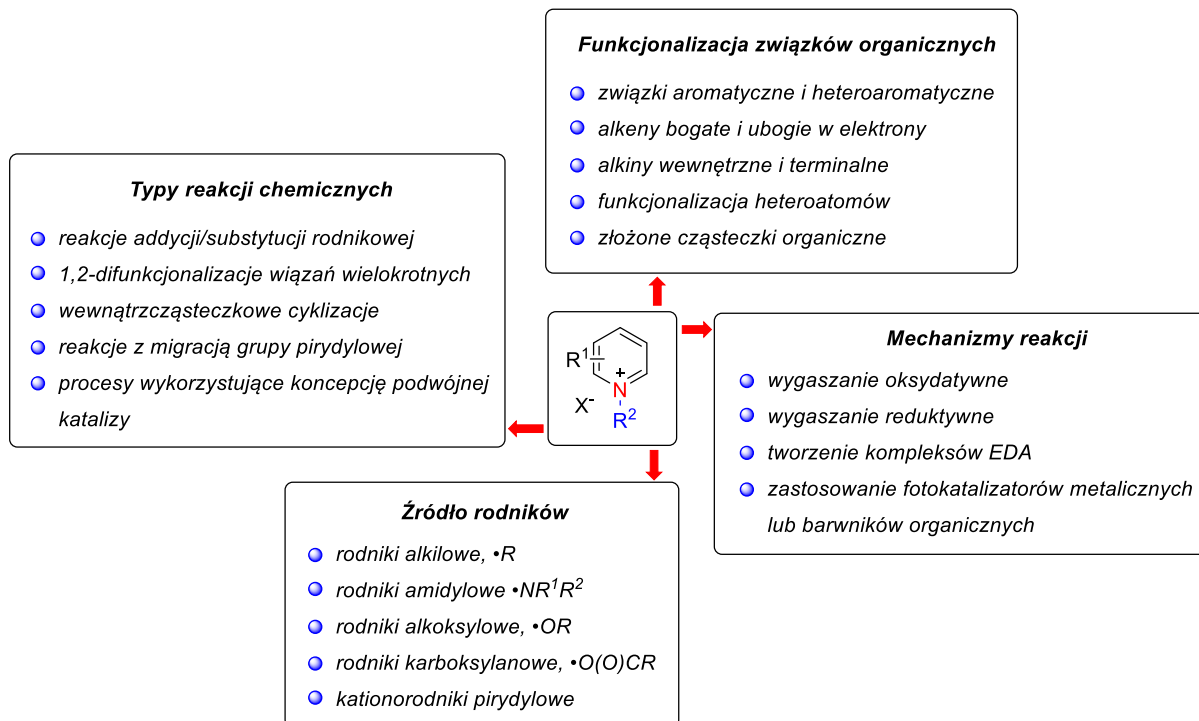 Funkcjonalizacja związków organicznych
związki aromatyczne i heteroaromatyczne
alkeny bogate i ubogie w elektrony
alkiny wewnętrzne i terminalne
funkcjonalizacja heteroatomów
złożone cząsteczki organiczne
Typy reakcji chemicznych
reakcje addycji/substytucji rodnikowej
1,2-difunkcjonalizacje wiązań wielokrotnych
wewnątrzcząsteczkowe cyklizacje
reakcje z migracją grupy pirydylowej
procesy wykorzystujące koncepcję podwójnej
katalizy
R¹
+
N
X⁻
R²
Mechanizmy reakcji
wygaszanie oksydatywne
wygaszanie reduktywne
tworzenie kompleksów EDA
zastosowanie fotokatalizatorów metalicznych
lub barwników organicznych
Źródło rodników
rodniki alkilowe, •R
rodniki amidylowe •NR¹R²
rodniki alkoksylowe, •OR
rodniki karboksylanowe, •O(O)CR
kationorodniki pirydylowe